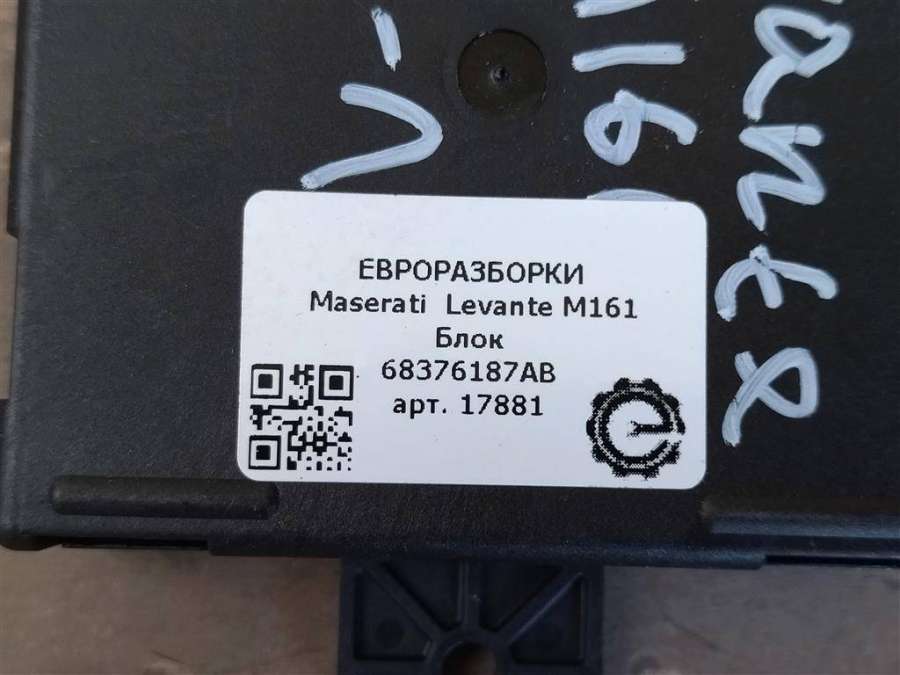 ЕВРОРАЗБОРКИ
Maserati Levante M161
Блок
68376187AB
арт. 17881